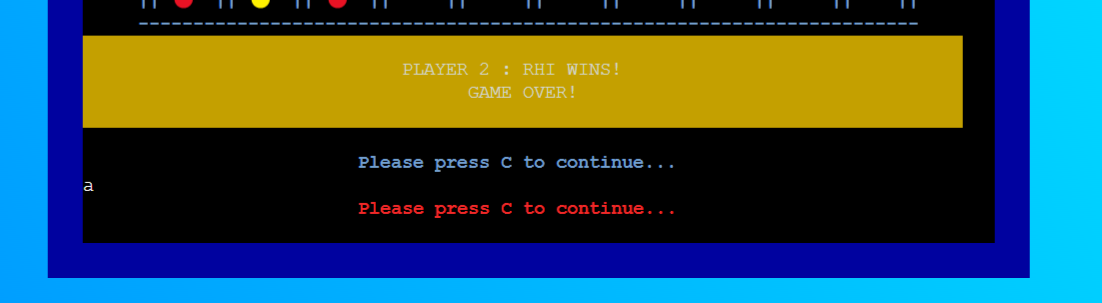 PLAYER 2 : RHI WINS!
GAME OVER!
Please press C to continue...
a
Please press C to continue...